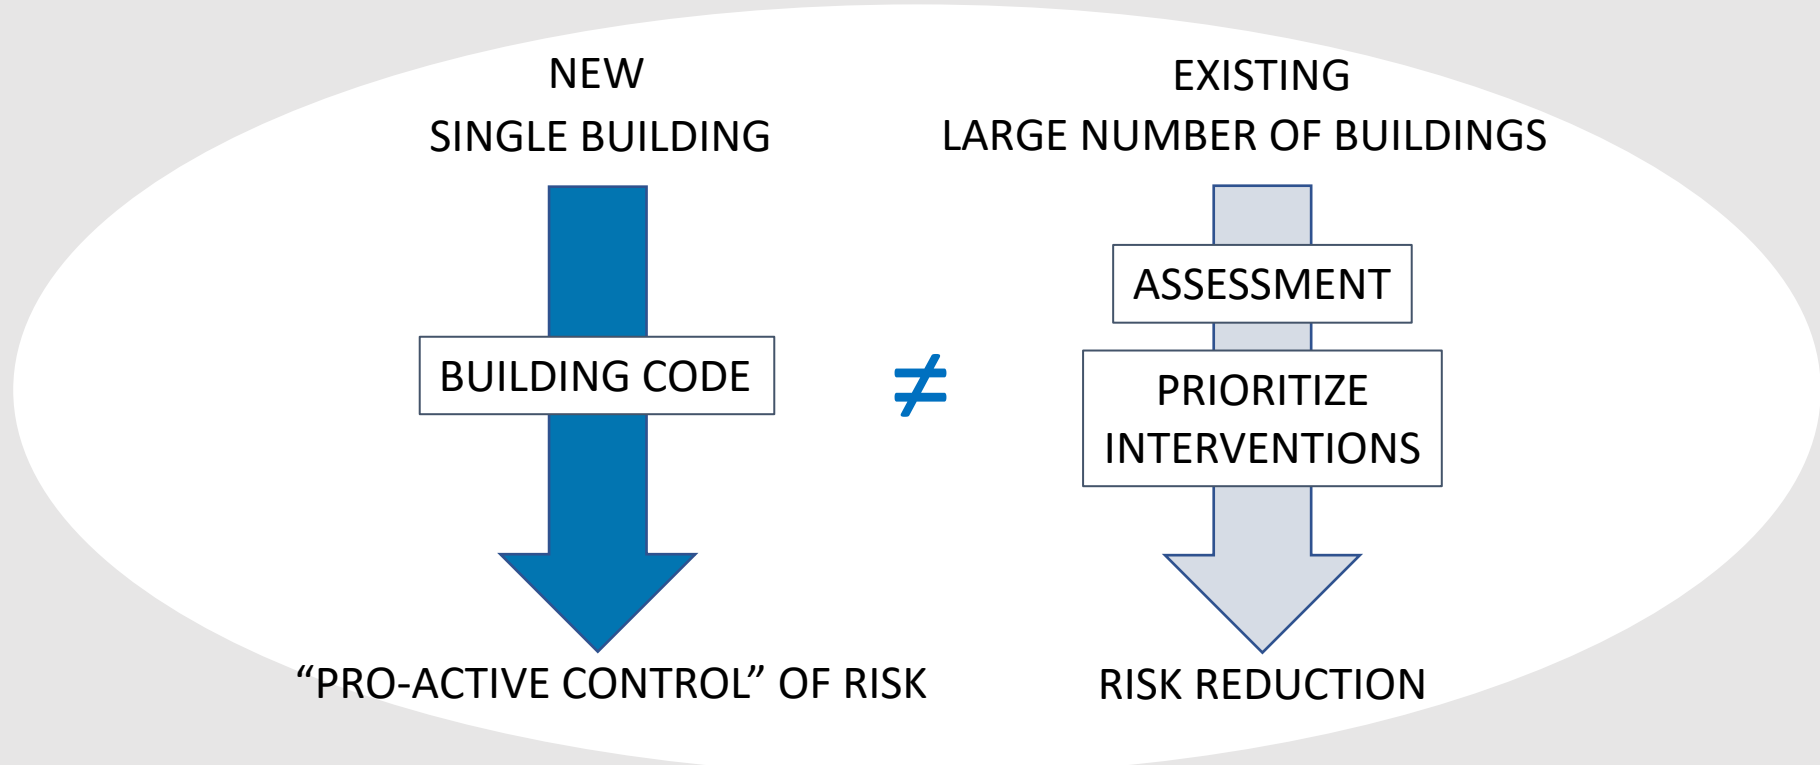 NEW
SINGLE BUILDING
BUILDING CODE
“PRO-ACTIVE CONTROL” OF RISK
≠
EXISTING
LARGE NUMBER OF BUILDINGS
ASSESSMENT
PRIORITIZE
INTERVENTIONS
RISK REDUCTION